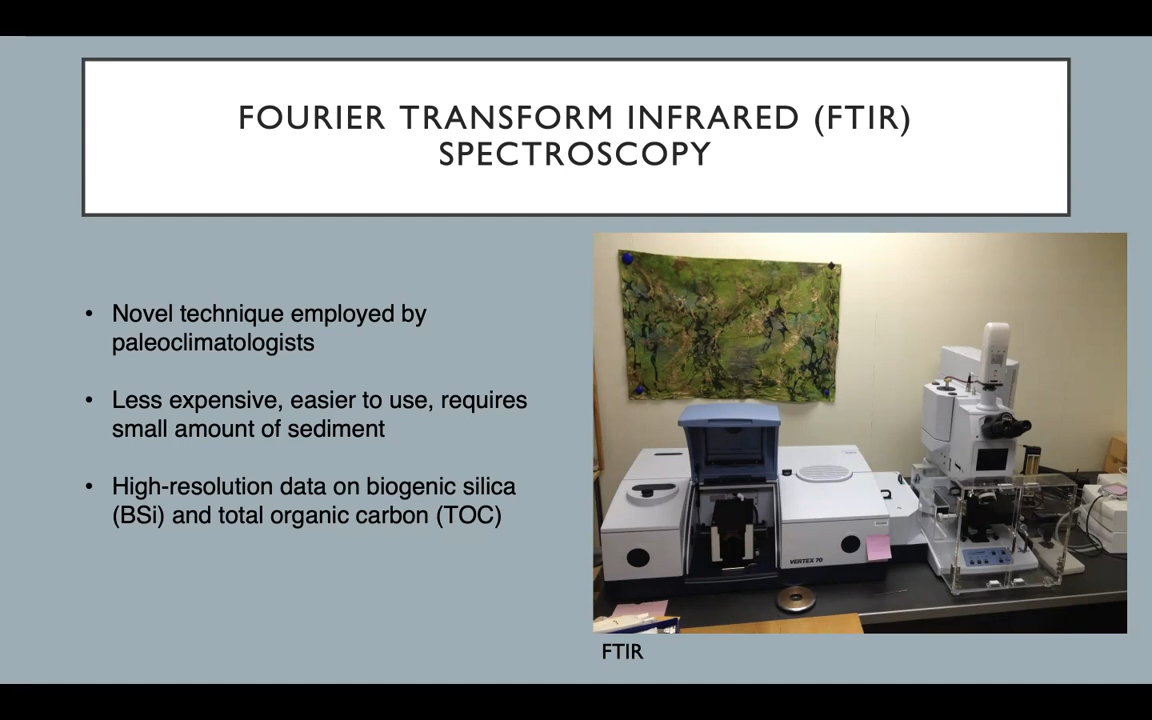 FOURIER TRANSFORM INFRARED (FTIR)
SPECTROSCOPY
• Novel technique employed by
paleoclimatologists
• Less expensive, easier to use, requires
small amount of sediment
• High-resolution data on biogenic silica
(BSi) and total organic carbon (TOC)
VERTEX 70
FTIR